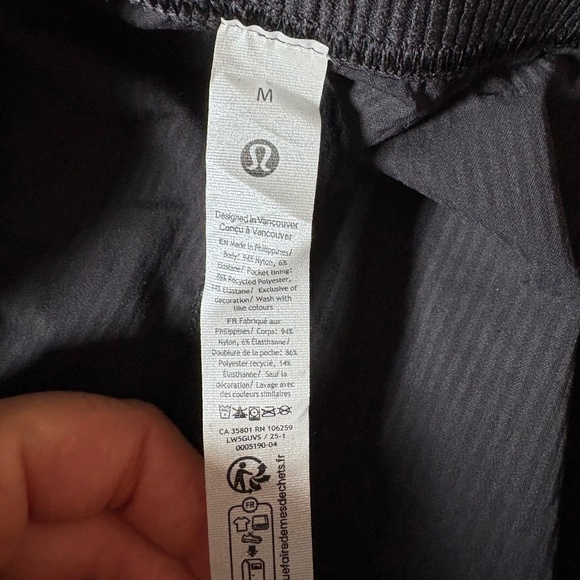 M
Designed in Vancouver
Conçu à Vancouver
EN Made in Philippines/
Body: 94% Nylon, 6%
Elastane/ Pocket lining:
86% Recycled Polyester,
14% Elastane/ Exclusive of
decoration/ Wash with
like colours
FR Fabriqué aux
Philippines/ Corps: 94%
Nylon, 6% Élasthanne/
Doublure de la poche: 86%
Polyester recyclé, 14%
Élasthanne/ Sauf la
décoration/ Lavage avec
des couleurs similaires
CA 35801 RN 106259
LW5GUVS / 25-1
0005190-04
FR
uefairedemesdechets.fr